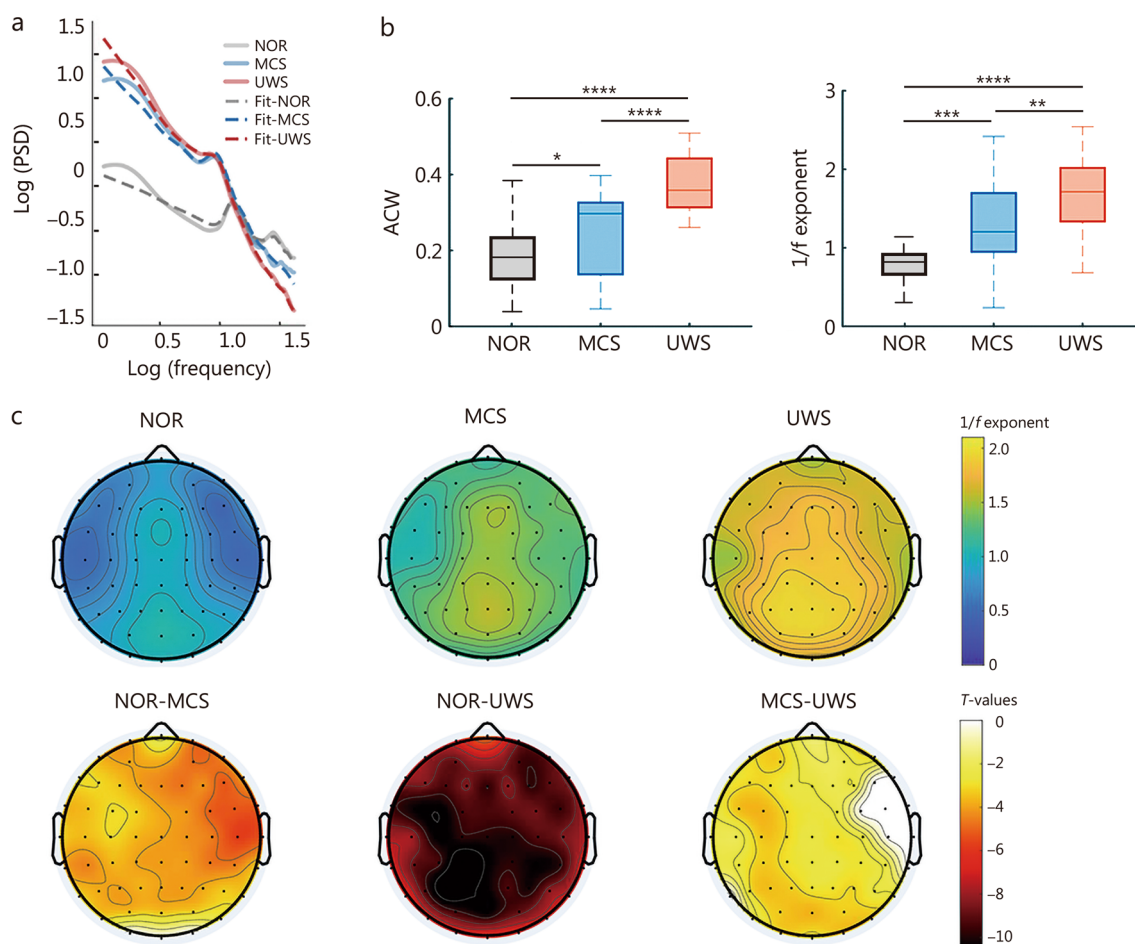 a
1.5
1.0
0.5
0
−0.5
−1.0
−1.5
Log (PSD)
0 0.5 1.0 1.5
Log (frequency)
NOR
MCS
UWS
Fit-NOR
Fit-MCS
Fit-UWS
b
ACW
0.6
0.4
0.2
0
****
****
*
NOR MCS UWS
1/f exponent
3
2
1
0
****
*** **
NOR MCS UWS
c
NOR MCS UWS
1/f exponent
2.0
1.5
1.0
0.5
0
NOR-MCS NOR-UWS MCS-UWS
T-values
0
−2
−4
−6
−8
−10